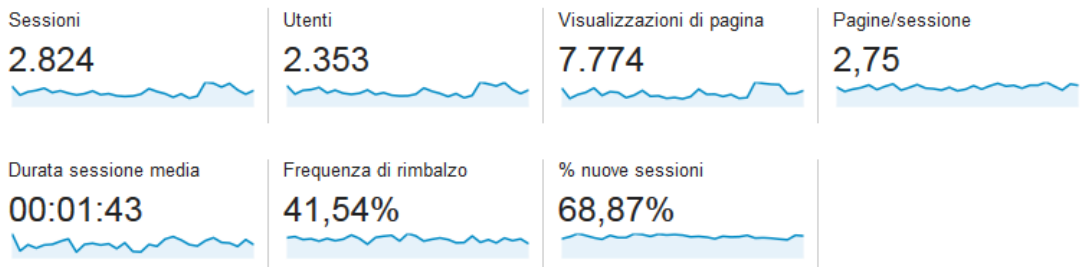 Sessioni
2.824
Utenti
2.353
Visualizzazioni di pagina
7.774
Pagine/sessione
2,75
Durata sessione media
00:01:43
Frequenza di rimbalzo
41,54%
% nuove sessioni
68,87%